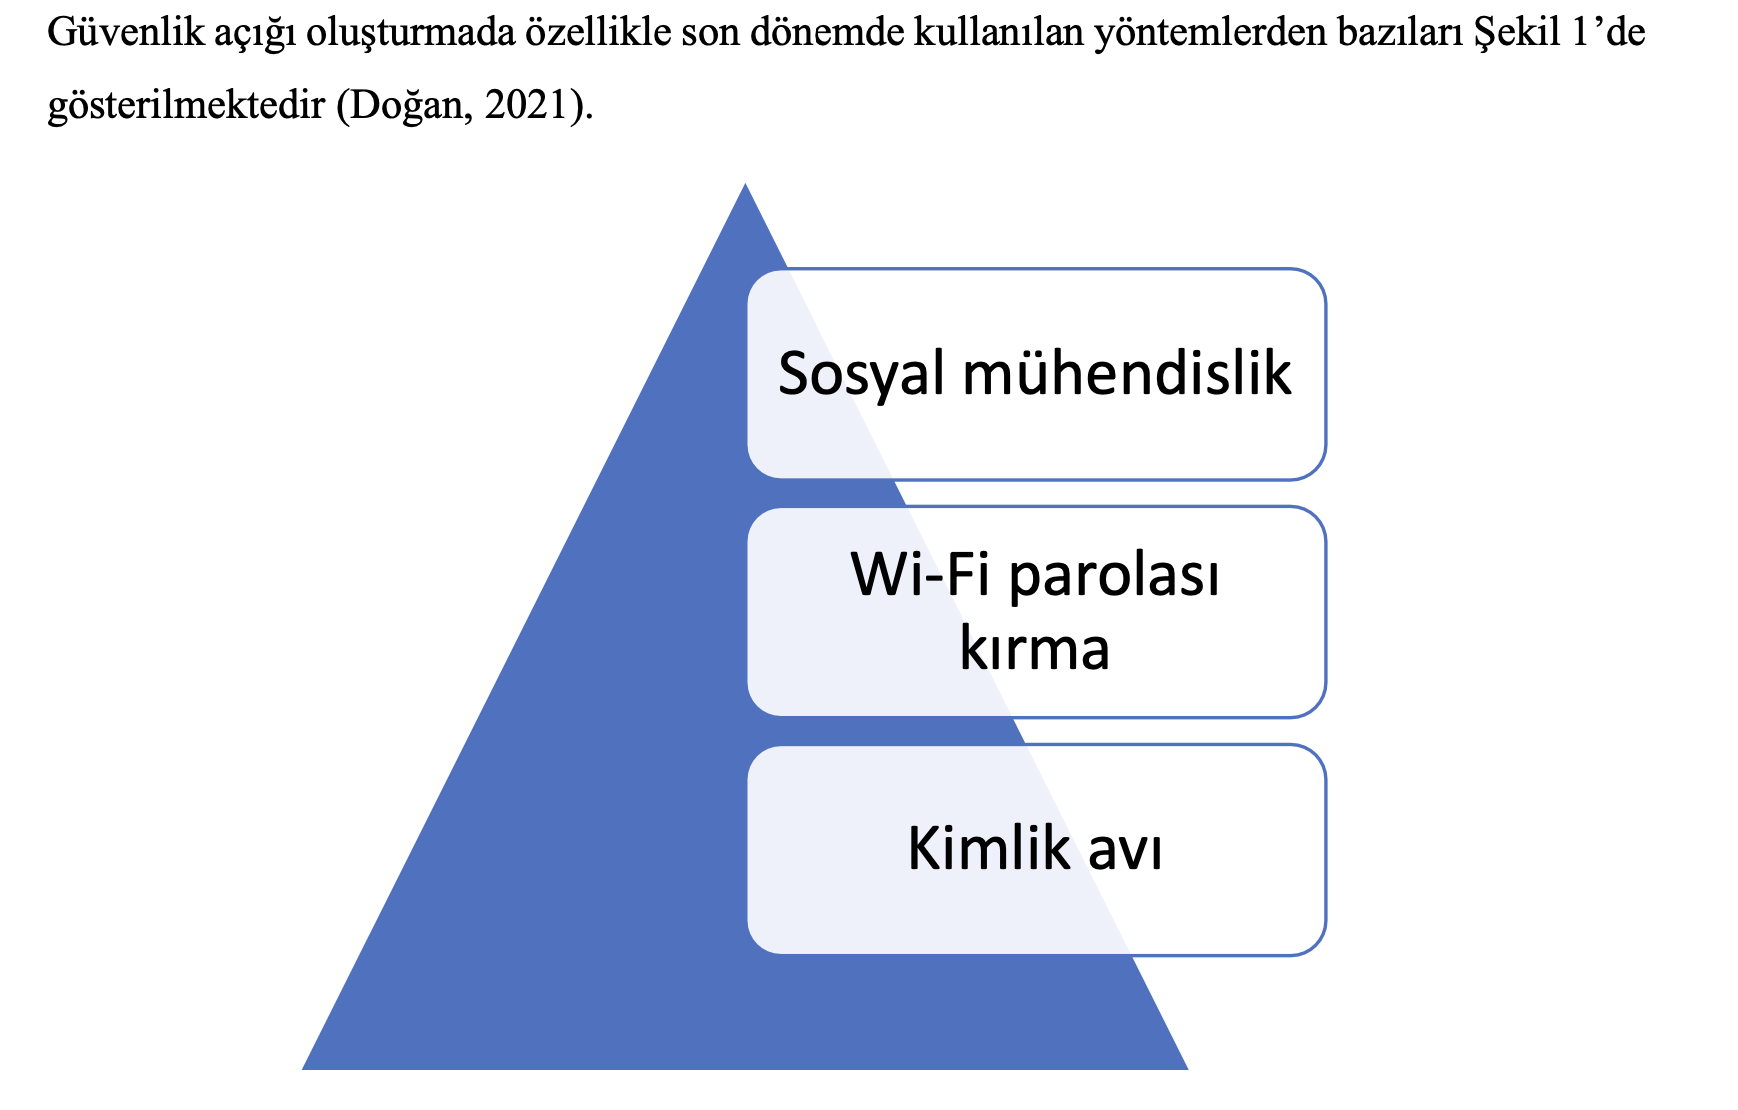 Güvenlik açığı oluşturmada özellikle son dönemde kullanılan yöntemlerden bazıları Şekil 1’de
gösterilmektedir (Doğan, 2021).
Sosyal mühendislik
Wi-Fi parolası
kırma
Kimlik avı